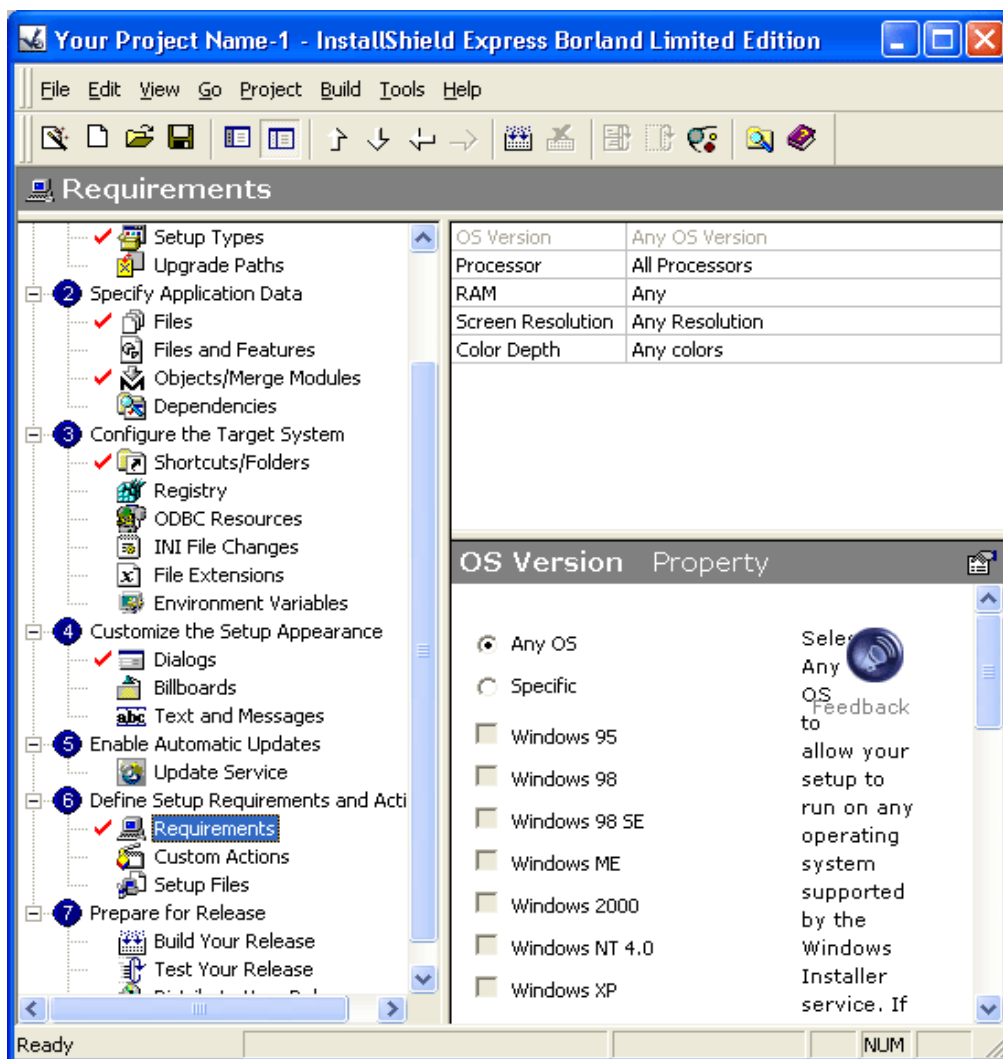 Your Project Name-1 - InstallShield Express Borland Limited Edition
File Edit View Go Project Build Tools Help
Requirements
Setup Types
Upgrade Paths
2 Specify Application Data
Files
Files and Features
Objects/Merge Modules
Dependencies
3 Configure the Target System
Shortcuts/Folders
Registry
ODBC Resources
INI File Changes
File Extensions
Environment Variables
4 Customize the Setup Appearance
Dialogs
Billboards
abc Text and Messages
5 Enable Automatic Updates
Update Service
6 Define Setup Requirements and Acti
Requirements
Custom Actions
Setup Files
7 Prepare for Release
Build Your Release
Test Your Release
OS Version Any OS Version
Processor All Processors
RAM Any
Screen Resolution Any Resolution
Color Depth Any colors
OS Version Property
Any OS
Specific
Windows 95
Windows 98
Windows 98 SE
Windows ME
Windows 2000
Windows NT 4.0
Windows XP
Selec
Any
OS
Feedback
to
allow your
setup to
run on any
operating
system
supported
by the
Windows
Installer
service. If
Ready NUM